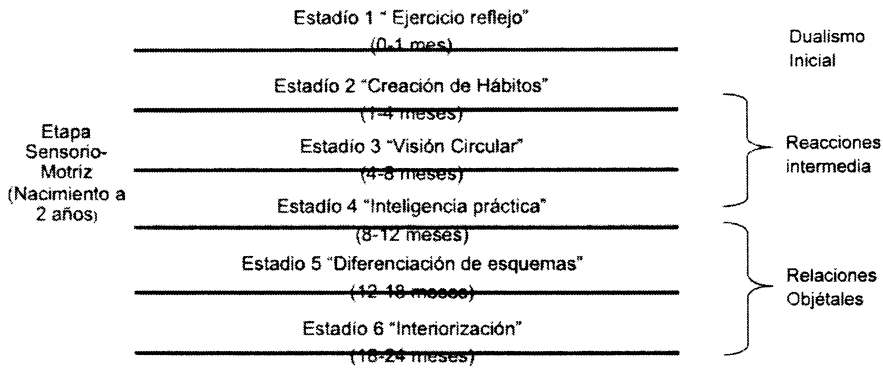 Estadío 1 “ Ejercicio reflejo”
(0-1 mes)
Dualismo
Inicial
Estadío 2 “Creación de Hábitos”
(1-4 meses)
Etapa
Sensorio-
Motriz
(Nacimiento a
2 años)
Estadío 3 “Visión Circular”
(4-8 meses)
Reacciones
intermedia
Estadío 4 “Inteligencia práctica”
(8-12 meses)
Estadio 5 “Diferenciación de esquemas”
(12-18 meses)
Relaciones
Objétales
Estadío 6 “Interiorización”
(18-24 meses)